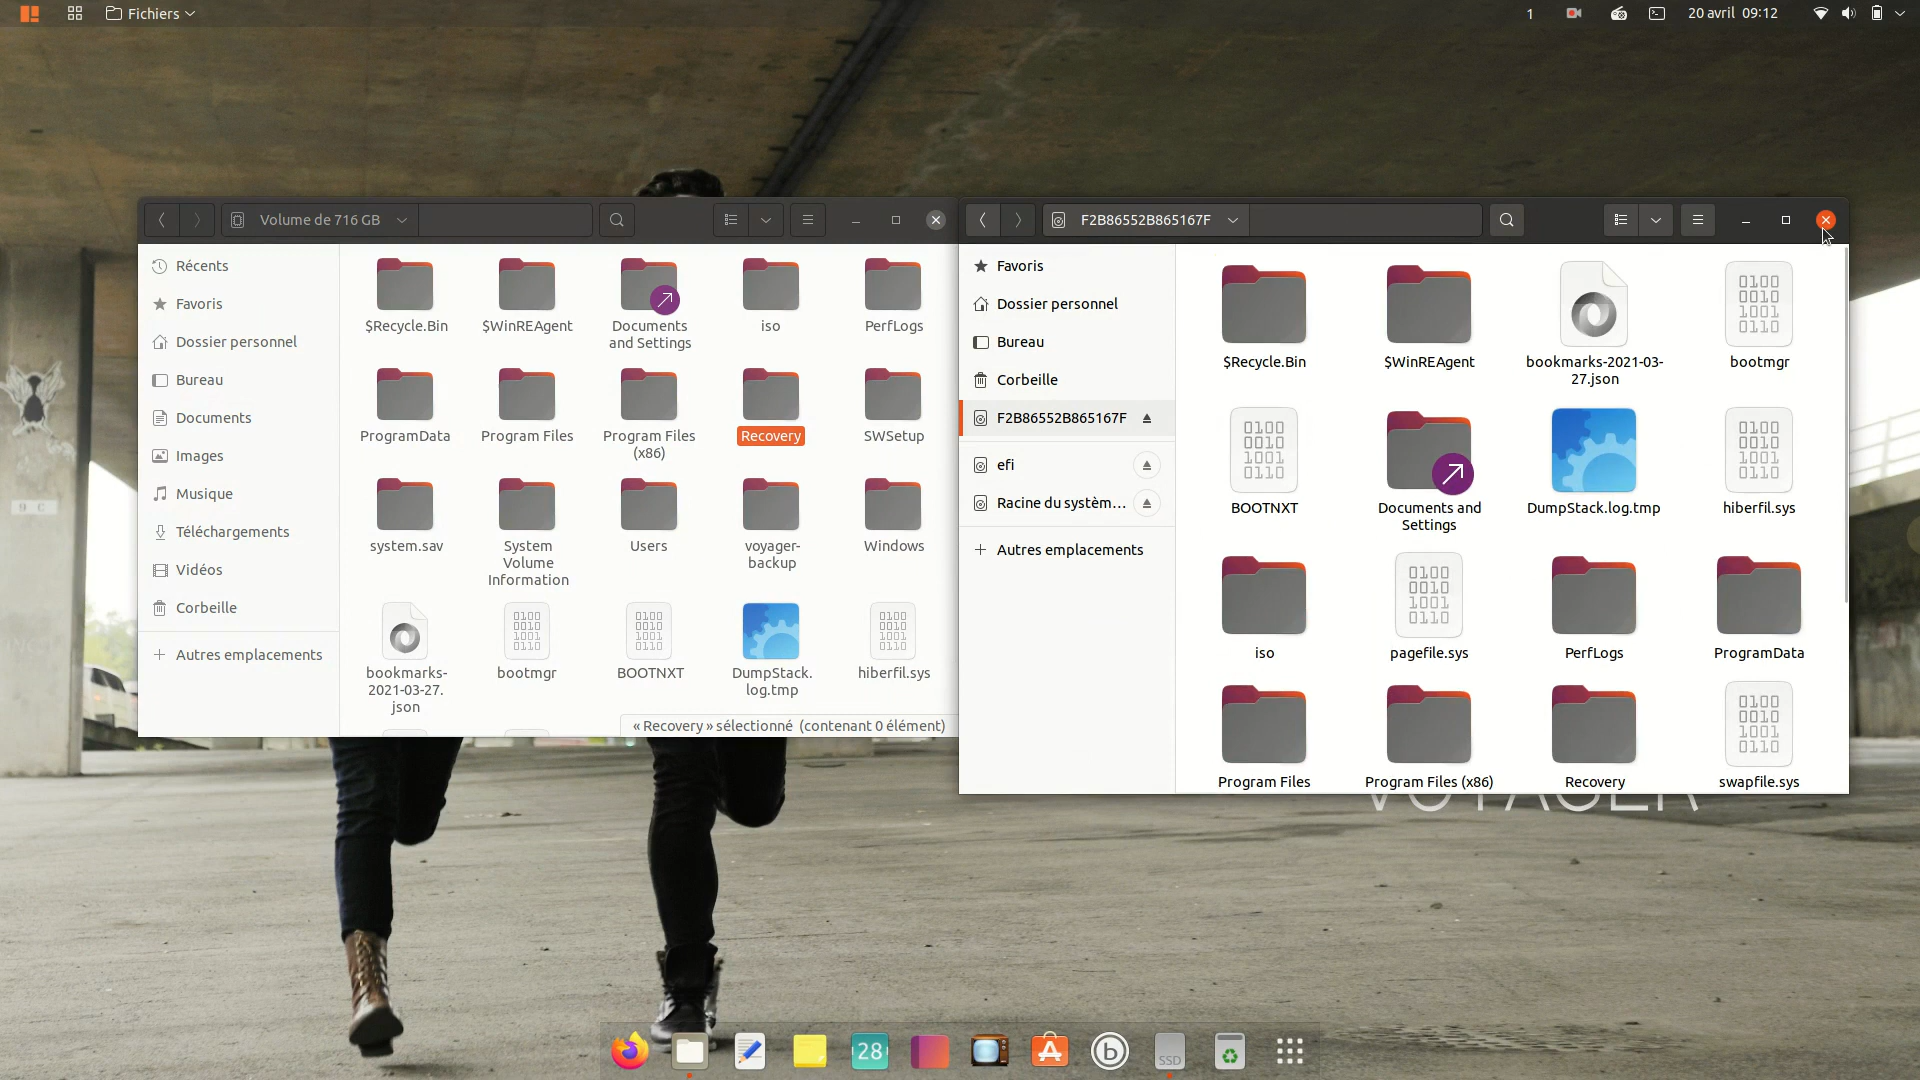 Fichiers
1
20 avril 09:12
Volume de 716 GB
Récents
Favoris
Dossier personnel
Bureau
Documents
Images
Musique
Téléchargements
Vidéos
Corbeille
Autres emplacements
$Recycle.Bin
$WinREAgent
Documents
and Settings
iso
PerfLogs
ProgramData
Program Files
Program Files
(x86)
Recovery
SWSetup
system.sav
System
Volume
Information
Users
voyager-
backup
Windows
bookmarks-
2021-03-27.
json
bootmgr
BOOTNXT
DumpStack.
log.tmp
hiberfil.sys
« Recovery » sélectionné (contenant 0 élément)
F2B86552B865167F
Favoris
Dossier personnel
Bureau
Corbeille
F2B86552B865167F
efi
Racine du systèm...
Autres emplacements
$Recycle.Bin
$WinREAgent
bookmarks-2021-03-
27.json
bootmgr
BOOTNXT
Documents and
Settings
DumpStack.log.tmp
hiberfil.sys
iso
pagefile.sys
PerfLogs
ProgramData
Program Files
Program Files (x86)
Recovery
swapfile.sys
VOYAGER
9 C
28
SSD